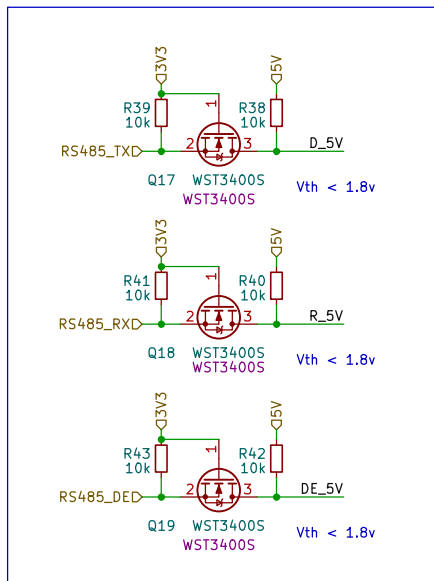 3V3
5V
R39
10k
1
R38
10k
RS485_TX
2
3
D_5V
Q17
WST3400S
WST3400S
Vth < 1.8v
3V3
5V
R41
10k
1
R40
10k
RS485_RX
2
3
R_5V
Q18
WST3400S
WST3400S
Vth < 1.8v
3V3
5V
R43
10k
1
R42
10k
RS485_DE
2
3
DE_5V
Q19
WST3400S
WST3400S
Vth < 1.8v